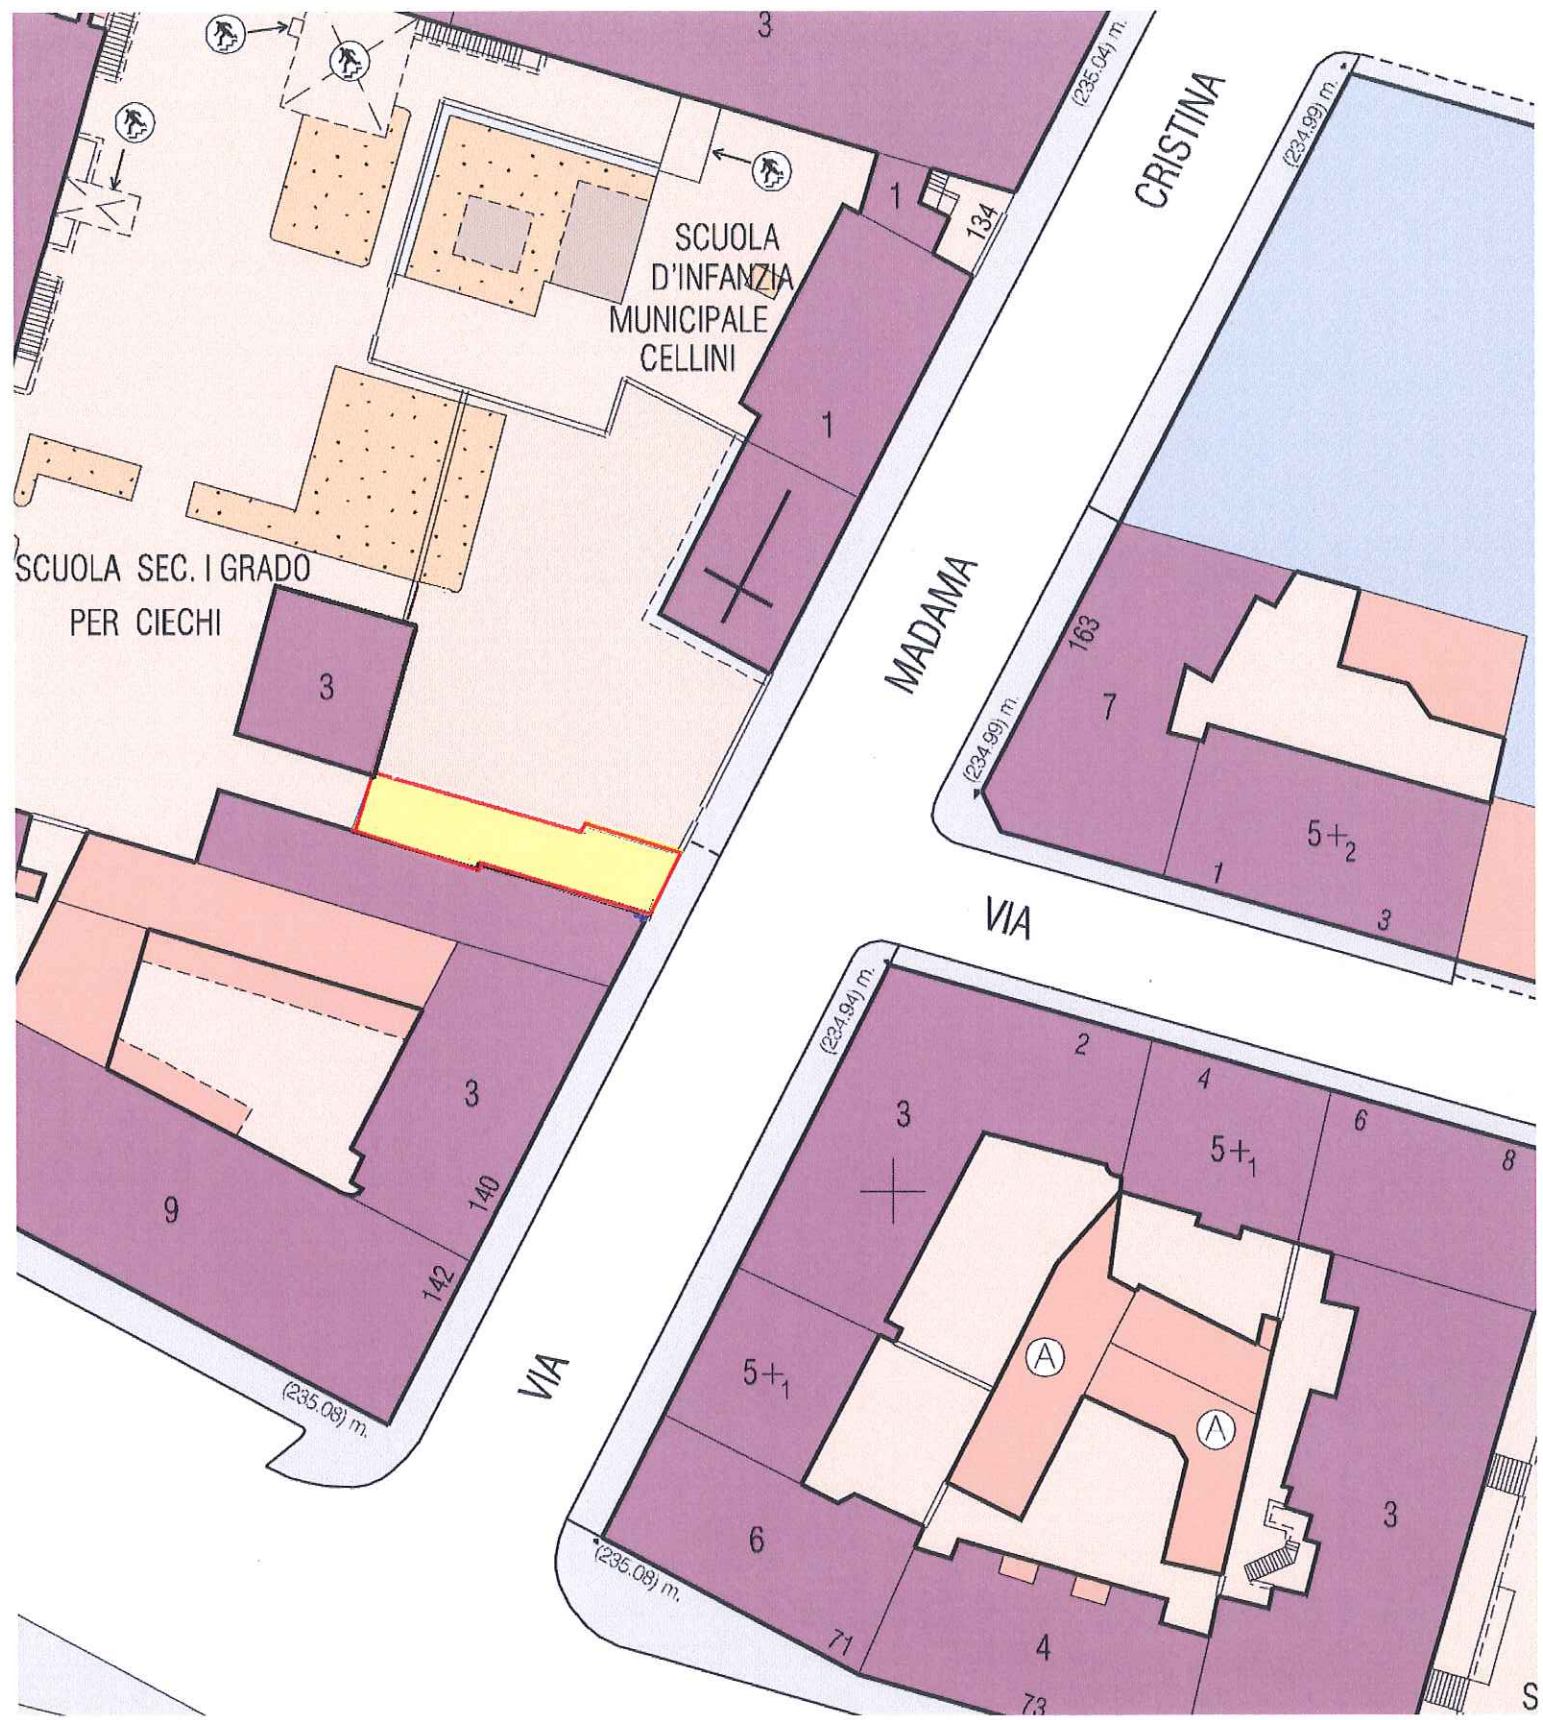 3
(235.04) m.
CRISTINA
(234.99) m.
1
134
SCUOLA
D'INFANZIA
MUNICIPALE
CELLINI
1
SCUOLA SEC. I GRADO
PER CIECHI
3
MADAMA
163
7
(234.99) m.
5+2
1
3
VIA
(234.94) m.
2
4
6
8
3
5+1
3
140
9
142
5+1
VIA
A
A
(235.08) m.
3
6
(235.08) m.
71
4
73
S